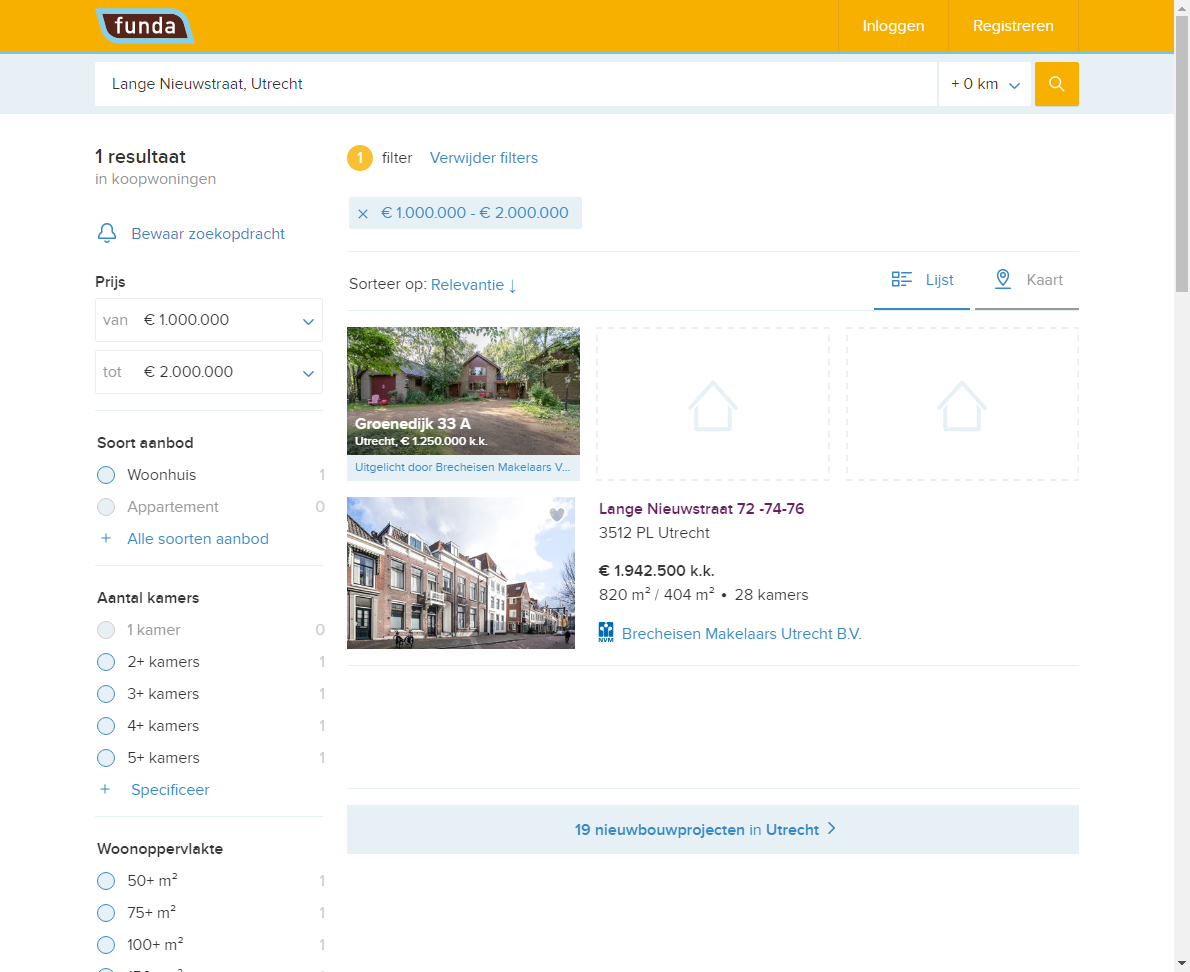 funda
Inloggen
Registreren
Lange Nieuwstraat, Utrecht
+ 0 km
1 resultaat
in koopwoningen
Bewaar zoekopdracht
Prijs
van € 1.000.000
tot € 2.000.000
Soort aanbod
Woonhuis 1
Appartement 0
+ Alle soorten aanbod
Aantal kamers
1 kamer 0
2+ kamers 1
3+ kamers 1
4+ kamers 1
5+ kamers 1
+ Specificeer
Woonoppervlakte
50+ m² 1
75+ m² 1
100+ m² 1
1 filter Verwijder filters
× € 1.000.000 - € 2.000.000
Sorteer op: Relevantie ↓
Lijst
Kaart
Groenedijk 33 A
Utrecht, € 1.250.000 k.k.
Uitgelicht door Brecheisen Makelaars V...
Lange Nieuwstraat 72 -74-76
3512 PL Utrecht
€ 1.942.500 k.k.
820 m² / 404 m² • 28 kamers
NVM Brecheisen Makelaars Utrecht B.V.
19 nieuwbouwprojecten in Utrecht >